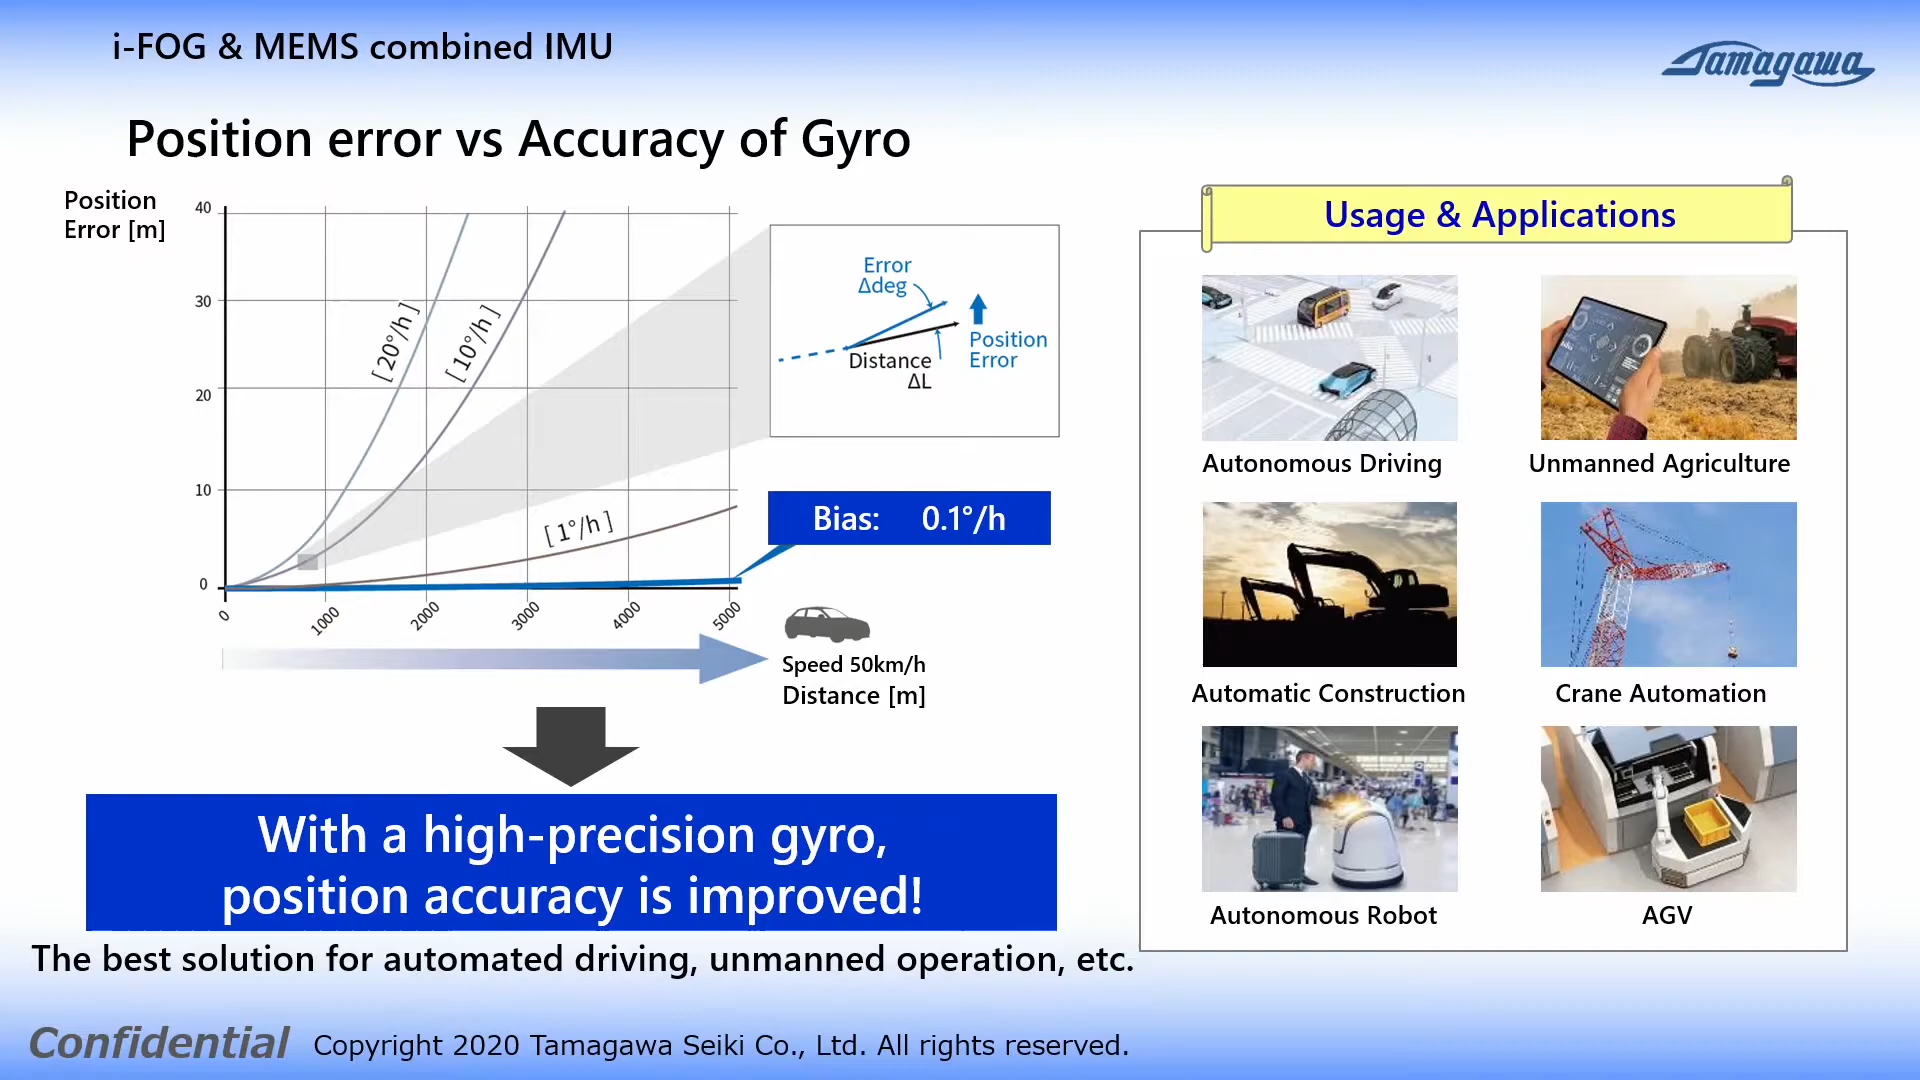 i-FOG & MEMS combined IMU
Tamagawa
Position error vs Accuracy of Gyro
Position
Error [m]
40
30
20
10
0
[ 20°/h ]
[ 10°/h ]
[ 1°/h ]
Error
Δdeg
Position
Error
Distance
ΔL
Bias: 0.1°/h
0
1000
2000
3000
4000
5000
Speed 50km/h
Distance [m]
With a high-precision gyro,
position accuracy is improved!
The best solution for automated driving, unmanned operation, etc.
Usage & Applications
Autonomous Driving
Unmanned Agriculture
Automatic Construction
Crane Automation
Autonomous Robot
AGV
Confidential
Copyright 2020 Tamagawa Seiki Co., Ltd. All rights reserved.